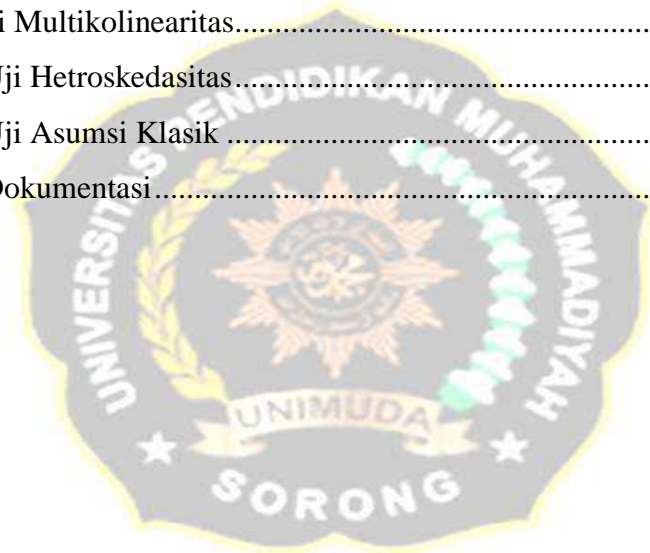 i Multikolinearitas........................................................
Uji Hetroskedasitas........................................................
Uji Asumsi Klasik ........................................................
Dokumentasi........................................................
UNIVERSITAS PENDIDIKAN MUHAMMADIYAH
UNIMUDA
SORONG